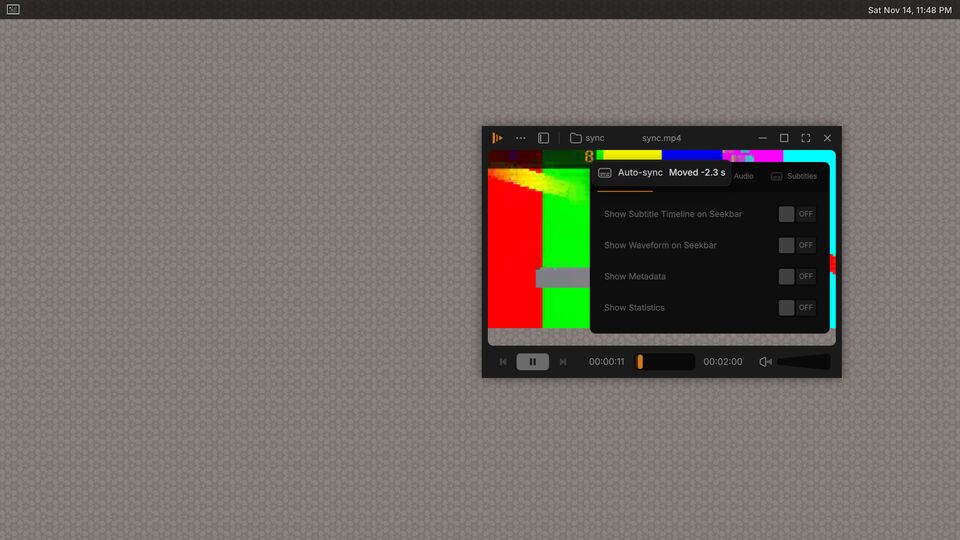 Sat Nov 14, 11:48 PM
sync
sync.mp4
8
Auto-sync Moved -2.3 s
Audio
Subtitles
Show Subtitle Timeline on Seekbar
OFF
Show Waveform on Seekbar
OFF
Show Metadata
OFF
Show Statistics
OFF
00:00:11
00:02:00